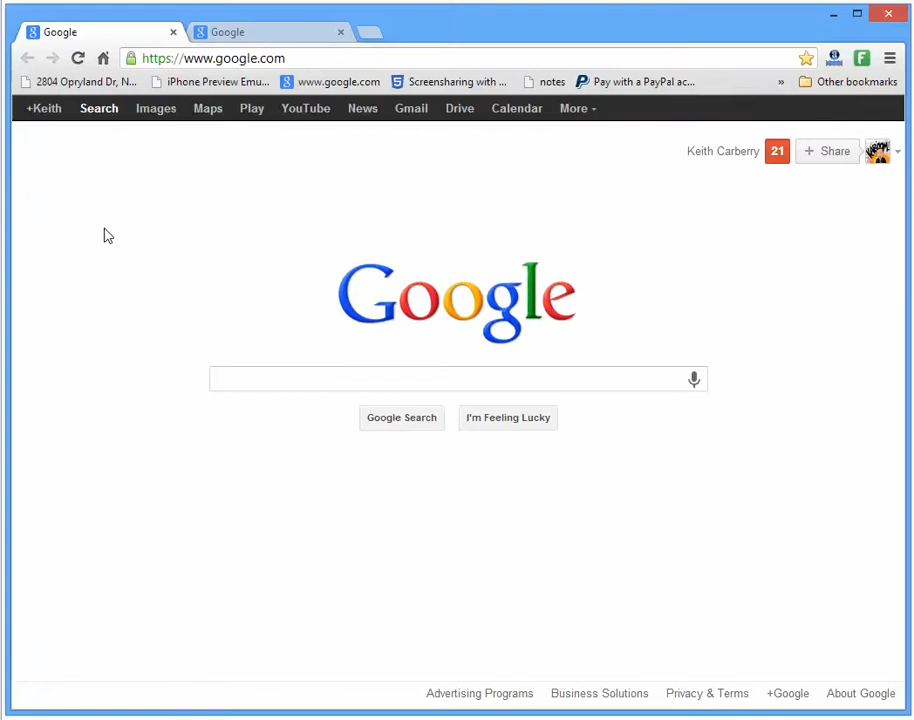 Google
Google
https://www.google.com
2804 Opryland Dr, N...
iPhone Preview Emu...
www.google.com
Screensharing with ...
notes
Pay with a PayPal ac...
»
Other bookmarks
+Keith Search Images Maps Play YouTube News Gmail Drive Calendar More
Keith Carberry 21 + Share
Google
Google Search
I'm Feeling Lucky
Advertising Programs Business Solutions Privacy & Terms +Google About Google